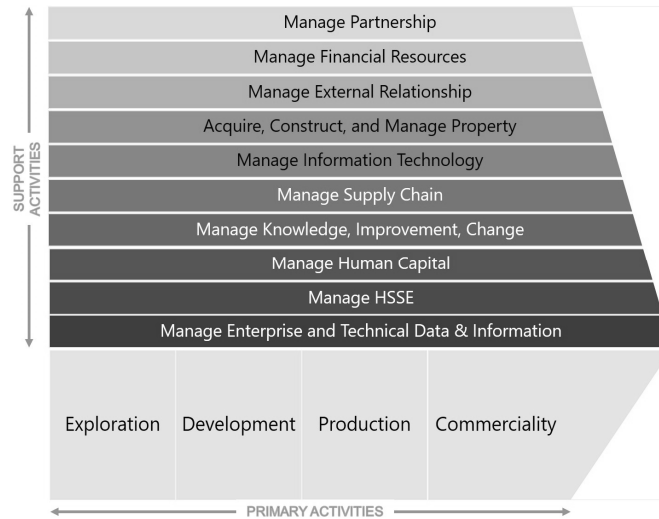 Manage Partnership
Manage Financial Resources
Manage External Relationship
Acquire, Construct, and Manage Property
Manage Information Technology
Manage Supply Chain
Manage Knowledge, Improvement, Change
Manage Human Capital
Manage HSSE
Manage Enterprise and Technical Data & Information
SUPPORT
ACTIVITIES
Exploration
Development
Production
Commerciality
PRIMARY ACTIVITIES